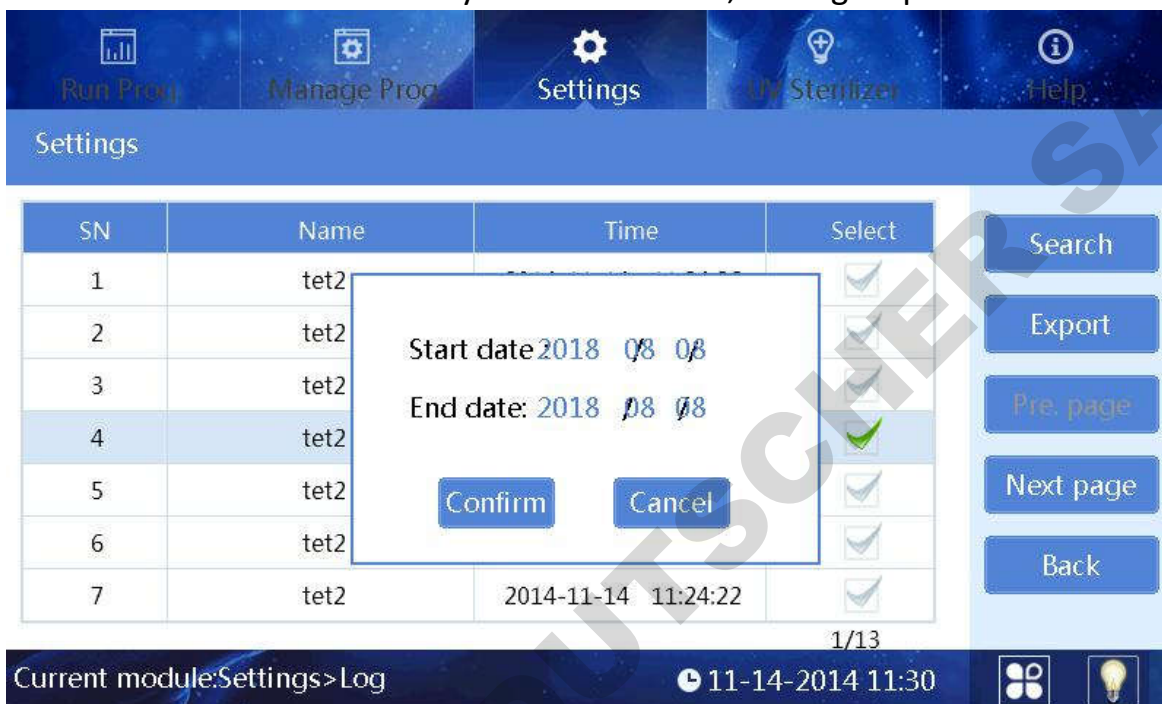 Run Prog. Manage Prog. Settings UV Sterilizer Help
Settings
SN Name Time Select
Search
1 tet2
2 tet2
Export
Start date: 2018 / 08 / 08
3 tet2
End date: 2018 / 08 / 08
Pre. page
4 tet2
5 tet2
Confirm Cancel
Next page
6 tet2
Back
7 tet2 2014-11-14 11:24:22
1/13
Current module:Settings>Log 11-14-2014 11:30